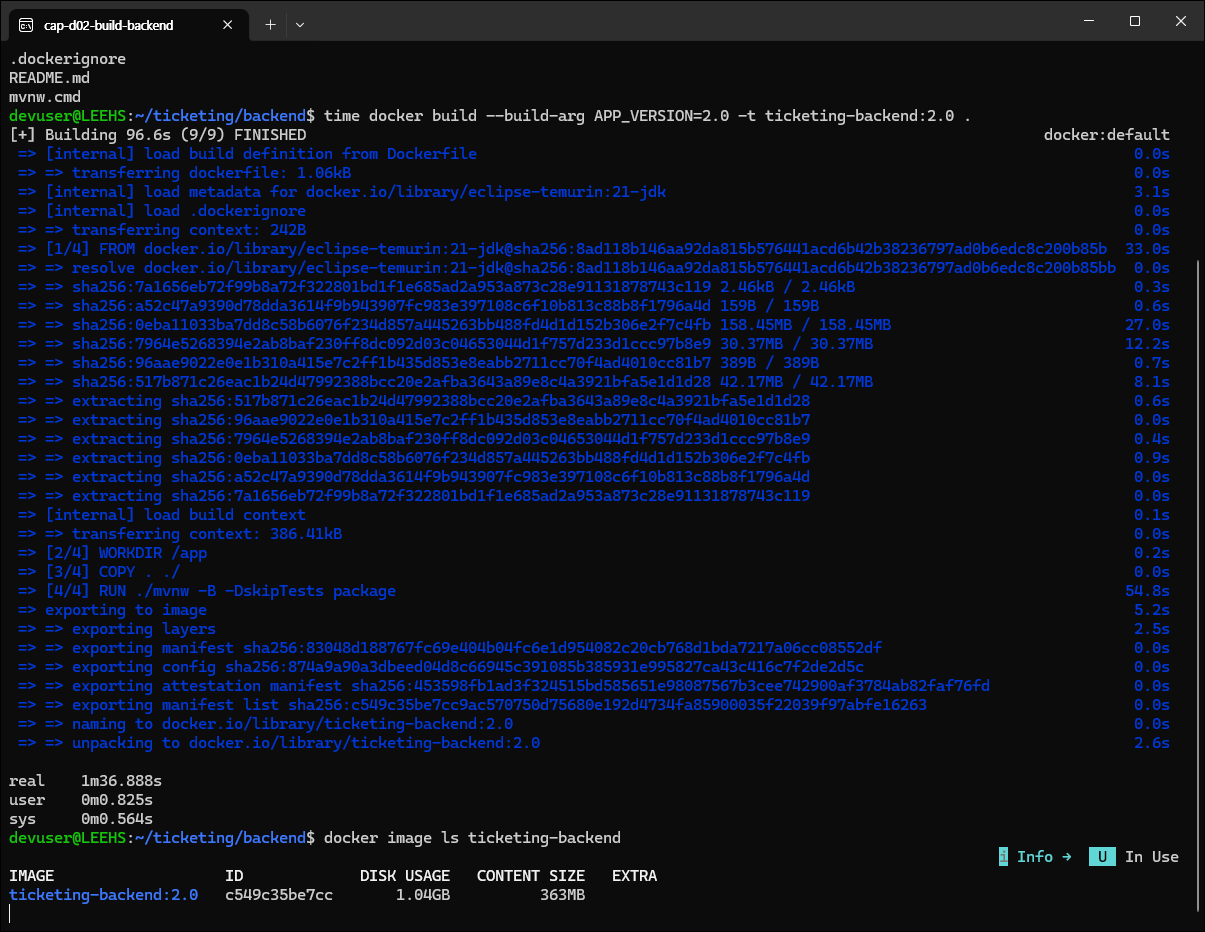 cap-d02-build-backend
.dockerignore
README.md
mvnw.cmd
devuser@LEEHS:~/ticketing/backend$ time docker build --build-arg APP_VERSION=2.0 -t ticketing-backend:2.0 .
[+] Building 96.6s (9/9) FINISHED docker:default
=> [internal] load build definition from Dockerfile 0.0s
=> => transferring dockerfile: 1.06kB 0.0s
=> [internal] load metadata for docker.io/library/eclipse-temurin:21-jdk 3.1s
=> [internal] load .dockerignore 0.0s
=> => transferring context: 242B 0.0s
=> [1/4] FROM docker.io/library/eclipse-temurin:21-jdk@sha256:8ad118b146aa92da815b576441acd6b42b38236797ad0b6edc8c200b85b 33.0s
=> => resolve docker.io/library/eclipse-temurin:21-jdk@sha256:8ad118b146aa92da815b576441acd6b42b38236797ad0b6edc8c200b85bb 0.0s
=> => sha256:7a1656eb72f99b8a72f322801bd1f1e685ad2a953a873c28e91131878743c119 2.46kB / 2.46kB 0.3s
=> => sha256:a52c47a9390d78dda3614f9b943907fc983e397108c6f10b813c88b8f1796a4d 159B / 159B 0.6s
=> => sha256:0eba11033ba7dd8c58b6076f234d857a445263bb488fd4d1d152b306e2f7c4fb 158.45MB / 158.45MB 27.0s
=> => sha256:7964e5268394e2ab8baf230ff8dc092d03c04653044d1f757d233d1ccc97b8e9 30.37MB / 30.37MB 12.2s
=> => sha256:96aae9022e0e1b310a415e7c2ff1b435d853e8eabb2711cc70f4ad4010cc81b7 389B / 389B 0.7s
=> => sha256:517b871c26eac1b24d47992388bcc20e2afba3643a89e8c4a3921bfa5e1d1d28 42.17MB / 42.17MB 8.1s
=> => extracting sha256:517b871c26eac1b24d47992388bcc20e2afba3643a89e8c4a3921bfa5e1d1d28 0.6s
=> => extracting sha256:96aae9022e0e1b310a415e7c2ff1b435d853e8eabb2711cc70f4ad4010cc81b7 0.0s
=> => extracting sha256:7964e5268394e2ab8baf230ff8dc092d03c04653044d1f757d233d1ccc97b8e9 0.4s
=> => extracting sha256:0eba11033ba7dd8c58b6076f234d857a445263bb488fd4d1d152b306e2f7c4fb 0.9s
=> => extracting sha256:a52c47a9390d78dda3614f9b943907fc983e397108c6f10b813c88b8f1796a4d 0.0s
=> => extracting sha256:7a1656eb72f99b8a72f322801bd1f1e685ad2a953a873c28e91131878743c119 0.0s
=> [internal] load build context 0.1s
=> => transferring context: 386.41kB 0.0s
=> [2/4] WORKDIR /app 0.2s
=> [3/4] COPY . ./ 0.0s
=> [4/4] RUN ./mvnw -B -DskipTests package 54.8s
=> exporting to image 5.2s
=> => exporting layers 2.5s
=> => exporting manifest sha256:83048d188767fc69e404b04fc6e1d954082c20cb768d1bda7217a06cc08552df 0.0s
=> => exporting config sha256:874a9a90a3dbeed04d8c66945c391085b385931e995827ca43c416c7f2de2d5c 0.0s
=> => exporting attestation manifest sha256:453598fb1ad3f324515bd585651e98087567b3cee742900af3784ab82faf76fd 0.0s
=> => exporting manifest list sha256:c549c35be7cc9ac570750d75680e192d4734fa85900035f22039f97abfe16263 0.0s
=> => naming to docker.io/library/ticketing-backend:2.0 0.0s
=> => unpacking to docker.io/library/ticketing-backend:2.0 2.6s
real 1m36.888s
user 0m0.825s
sys 0m0.564s
devuser@LEEHS:~/ticketing/backend$ docker image ls ticketing-backend
i Info → U In Use
IMAGE ID DISK USAGE CONTENT SIZE EXTRA
ticketing-backend:2.0 c549c35be7cc 1.04GB 363MB